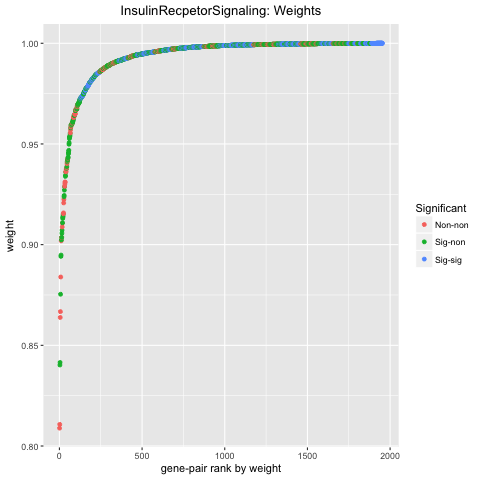 InsulinRecpetorSignaling: Weights
1.00
0.95
0.90
0.85
0.80
weight
0
500
1000
1500
2000
gene-pair rank by weight
Significant
Non-non
Sig-non
Sig-sig